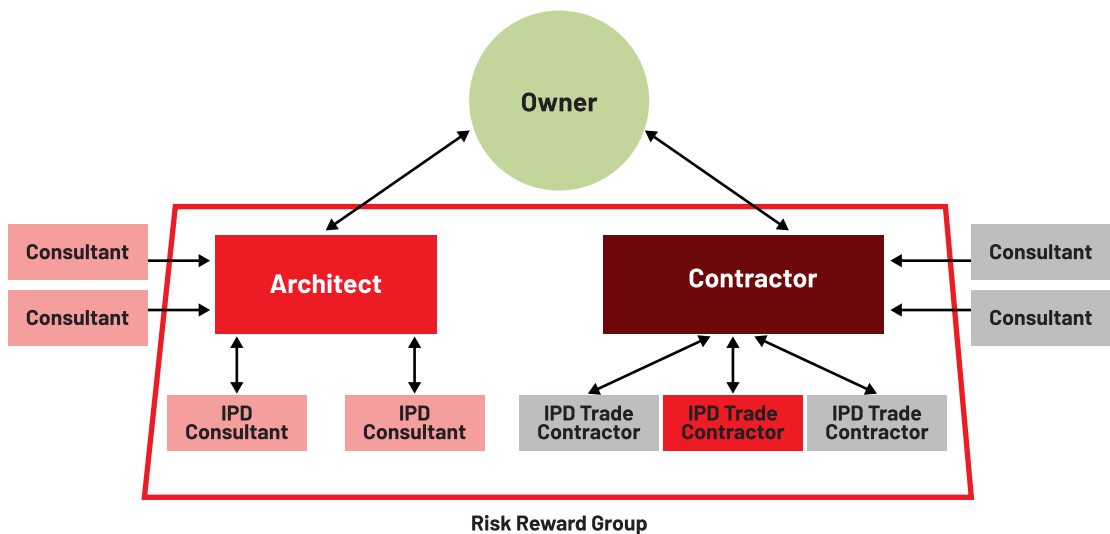 Owner
Consultant
Consultant
Architect
Contractor
Consultant
Consultant
IPD
Consultant
IPD
Consultant
IPD Trade
Contractor
IPD Trade
Contractor
IPD Trade
Contractor
Risk Reward Group